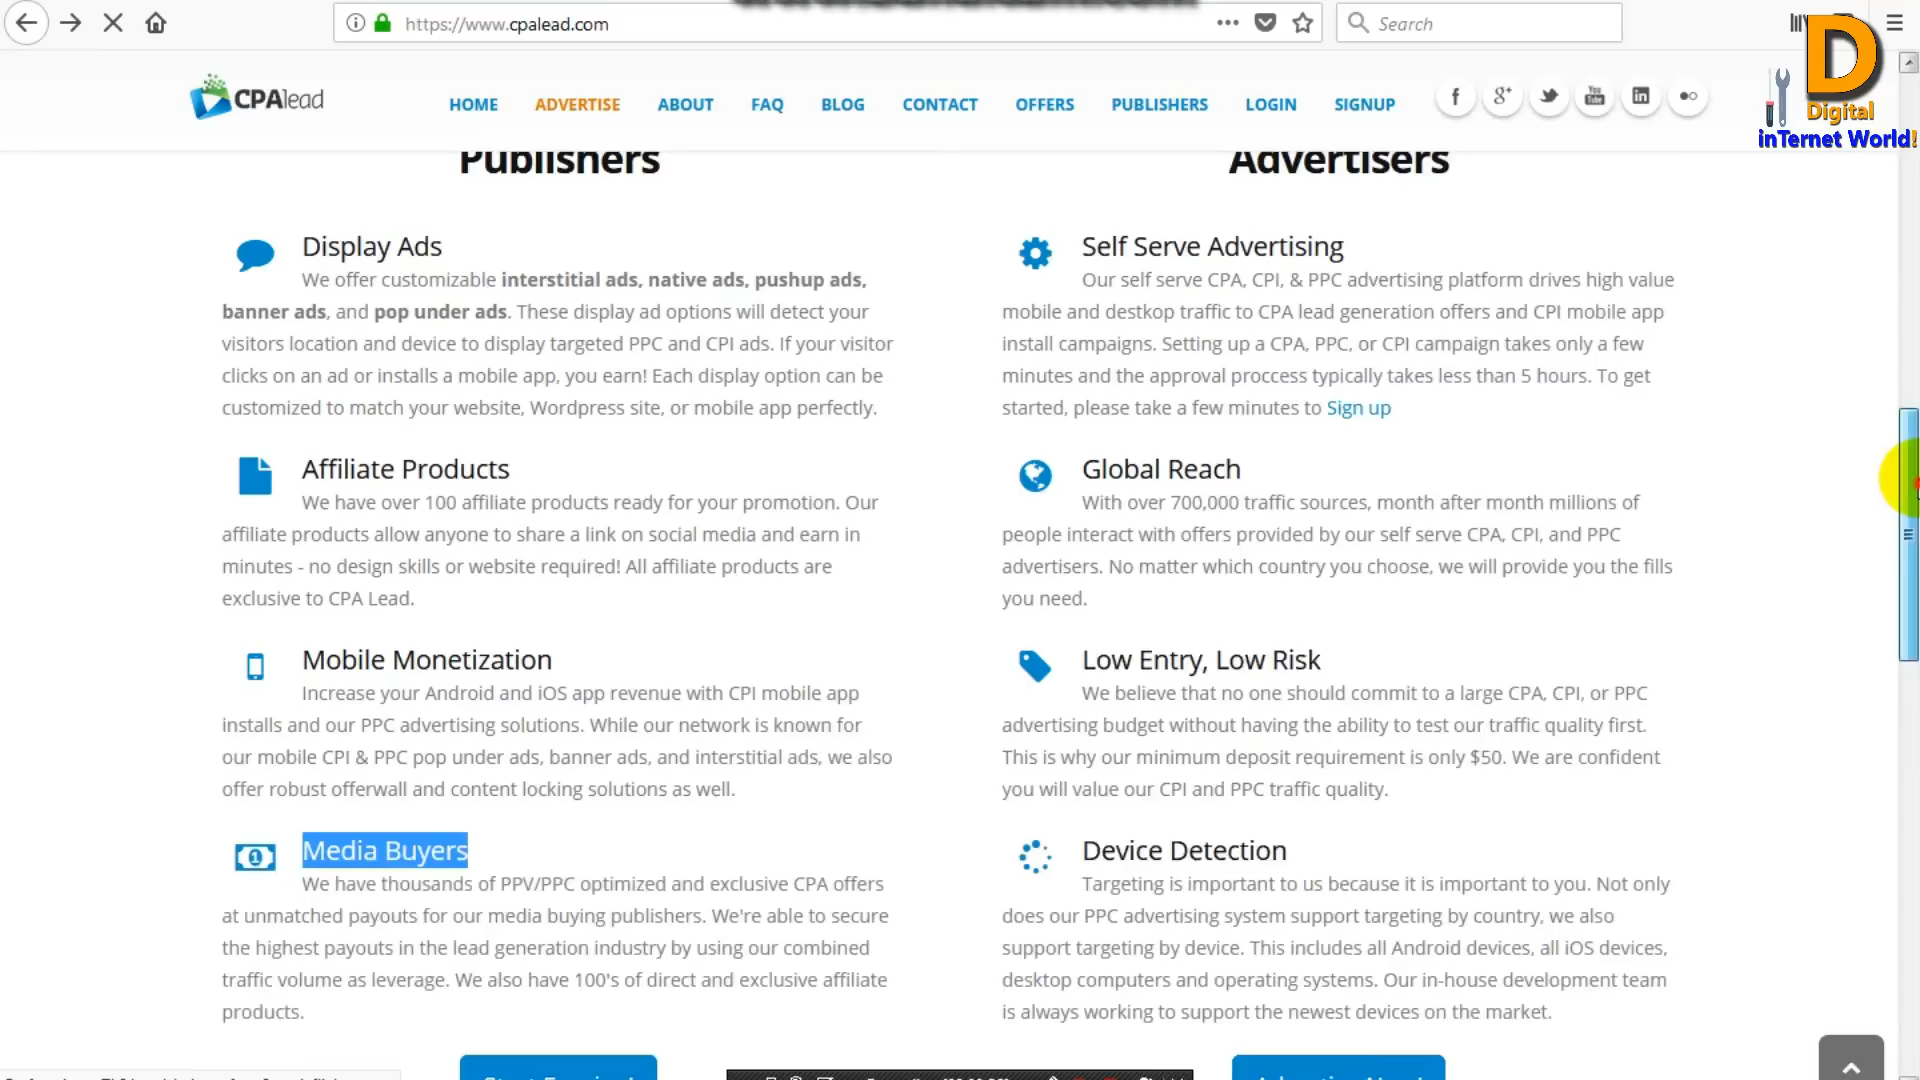 https://www.cpalead.com
Search
D
Digital
inTernet World!
CPAlead
HOME ADVERTISE ABOUT FAQ BLOG CONTACT OFFERS PUBLISHERS LOGIN SIGNUP
Publishers
Display Ads
We offer customizable interstitial ads, native ads, pushup ads,
banner ads, and pop under ads. These display ad options will detect your
visitors location and device to display targeted PPC and CPI ads. If your visitor
clicks on an ad or installs a mobile app, you earn! Each display option can be
customized to match your website, Wordpress site, or mobile app perfectly.
Affiliate Products
We have over 100 affiliate products ready for your promotion. Our
affiliate products allow anyone to share a link on social media and earn in
minutes - no design skills or website required! All affiliate products are
exclusive to CPA Lead.
Mobile Monetization
Increase your Android and iOS app revenue with CPI mobile app
installs and our PPC advertising solutions. While our network is known for
our mobile CPI & PPC pop under ads, banner ads, and interstitial ads, we also
offer robust offerwall and content locking solutions as well.
Media Buyers
We have thousands of PPV/PPC optimized and exclusive CPA offers
at unmatched payouts for our media buying publishers. We're able to secure
the highest payouts in the lead generation industry by using our combined
traffic volume as leverage. We also have 100's of direct and exclusive affiliate
products.
Advertisers
Self Serve Advertising
Our self serve CPA, CPI, & PPC advertising platform drives high value
mobile and destkop traffic to CPA lead generation offers and CPI mobile app
install campaigns. Setting up a CPA, PPC, or CPI campaign takes only a few
minutes and the approval proccess typically takes less than 5 hours. To get
started, please take a few minutes to Sign up
Global Reach
With over 700,000 traffic sources, month after month millions of
people interact with offers provided by our self serve CPA, CPI, and PPC
advertisers. No matter which country you choose, we will provide you the fills
you need.
Low Entry, Low Risk
We believe that no one should commit to a large CPA, CPI, or PPC
advertising budget without having the ability to test our traffic quality first.
This is why our minimum deposit requirement is only $50. We are confident
you will value our CPI and PPC traffic quality.
Device Detection
Targeting is important to us because it is important to you. Not only
does our PPC advertising system support targeting by country, we also
support targeting by device. This includes all Android devices, all iOS devices,
desktop computers and operating systems. Our in-house development team
is always working to support the newest devices on the market.